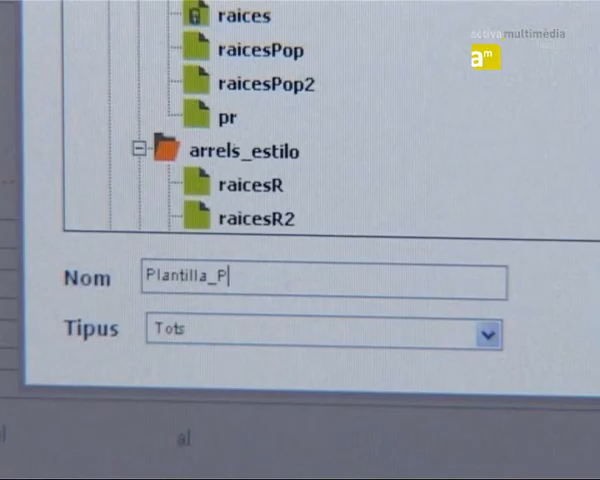 raices
activa multimèdia
am
raicesPop
raicesPop2
pr
arrels_estilo
raicesR
raicesR2
Nom
Plantilla_P
Tipus
Tots
al